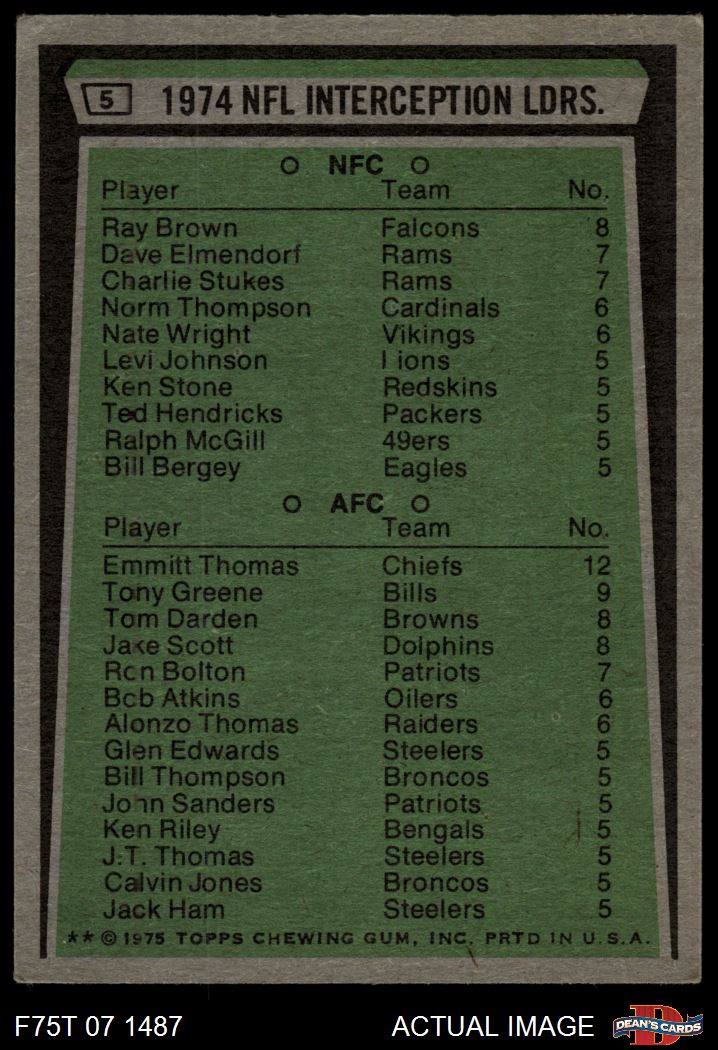 5 1974 NFL INTERCEPTION LDRS.
O NFC O
Player Team No.
Ray Brown Falcons 8
Dave Elmendorf Rams 7
Charlie Stukes Rams 7
Norm Thompson Cardinals 6
Nate Wright Vikings 6
Levi Johnson Lions 5
Ken Stone Redskins 5
Ted Hendricks Packers 5
Ralph McGill 49ers 5
Bill Bergey Eagles 5
O AFC O
Player Team No.
Emmitt Thomas Chiefs 12
Tony Greene Bills 9
Tom Darden Browns 8
Jake Scott Dolphins 8
Ron Bolton Patriots 7
Bob Atkins Oilers 6
Alonzo Thomas Raiders 6
Glen Edwards Steelers 5
Bill Thompson Broncos 5
John Sanders Patriots 5
Ken Riley Bengals 5
J.T. Thomas Steelers 5
Calvin Jones Broncos 5
Jack Ham Steelers 5
** © 1975 TOPPS CHEWING GUM, INC. PRTD IN U.S.A.
F75T 07 1487 ACTUAL IMAGE D DEAN'S CARDS